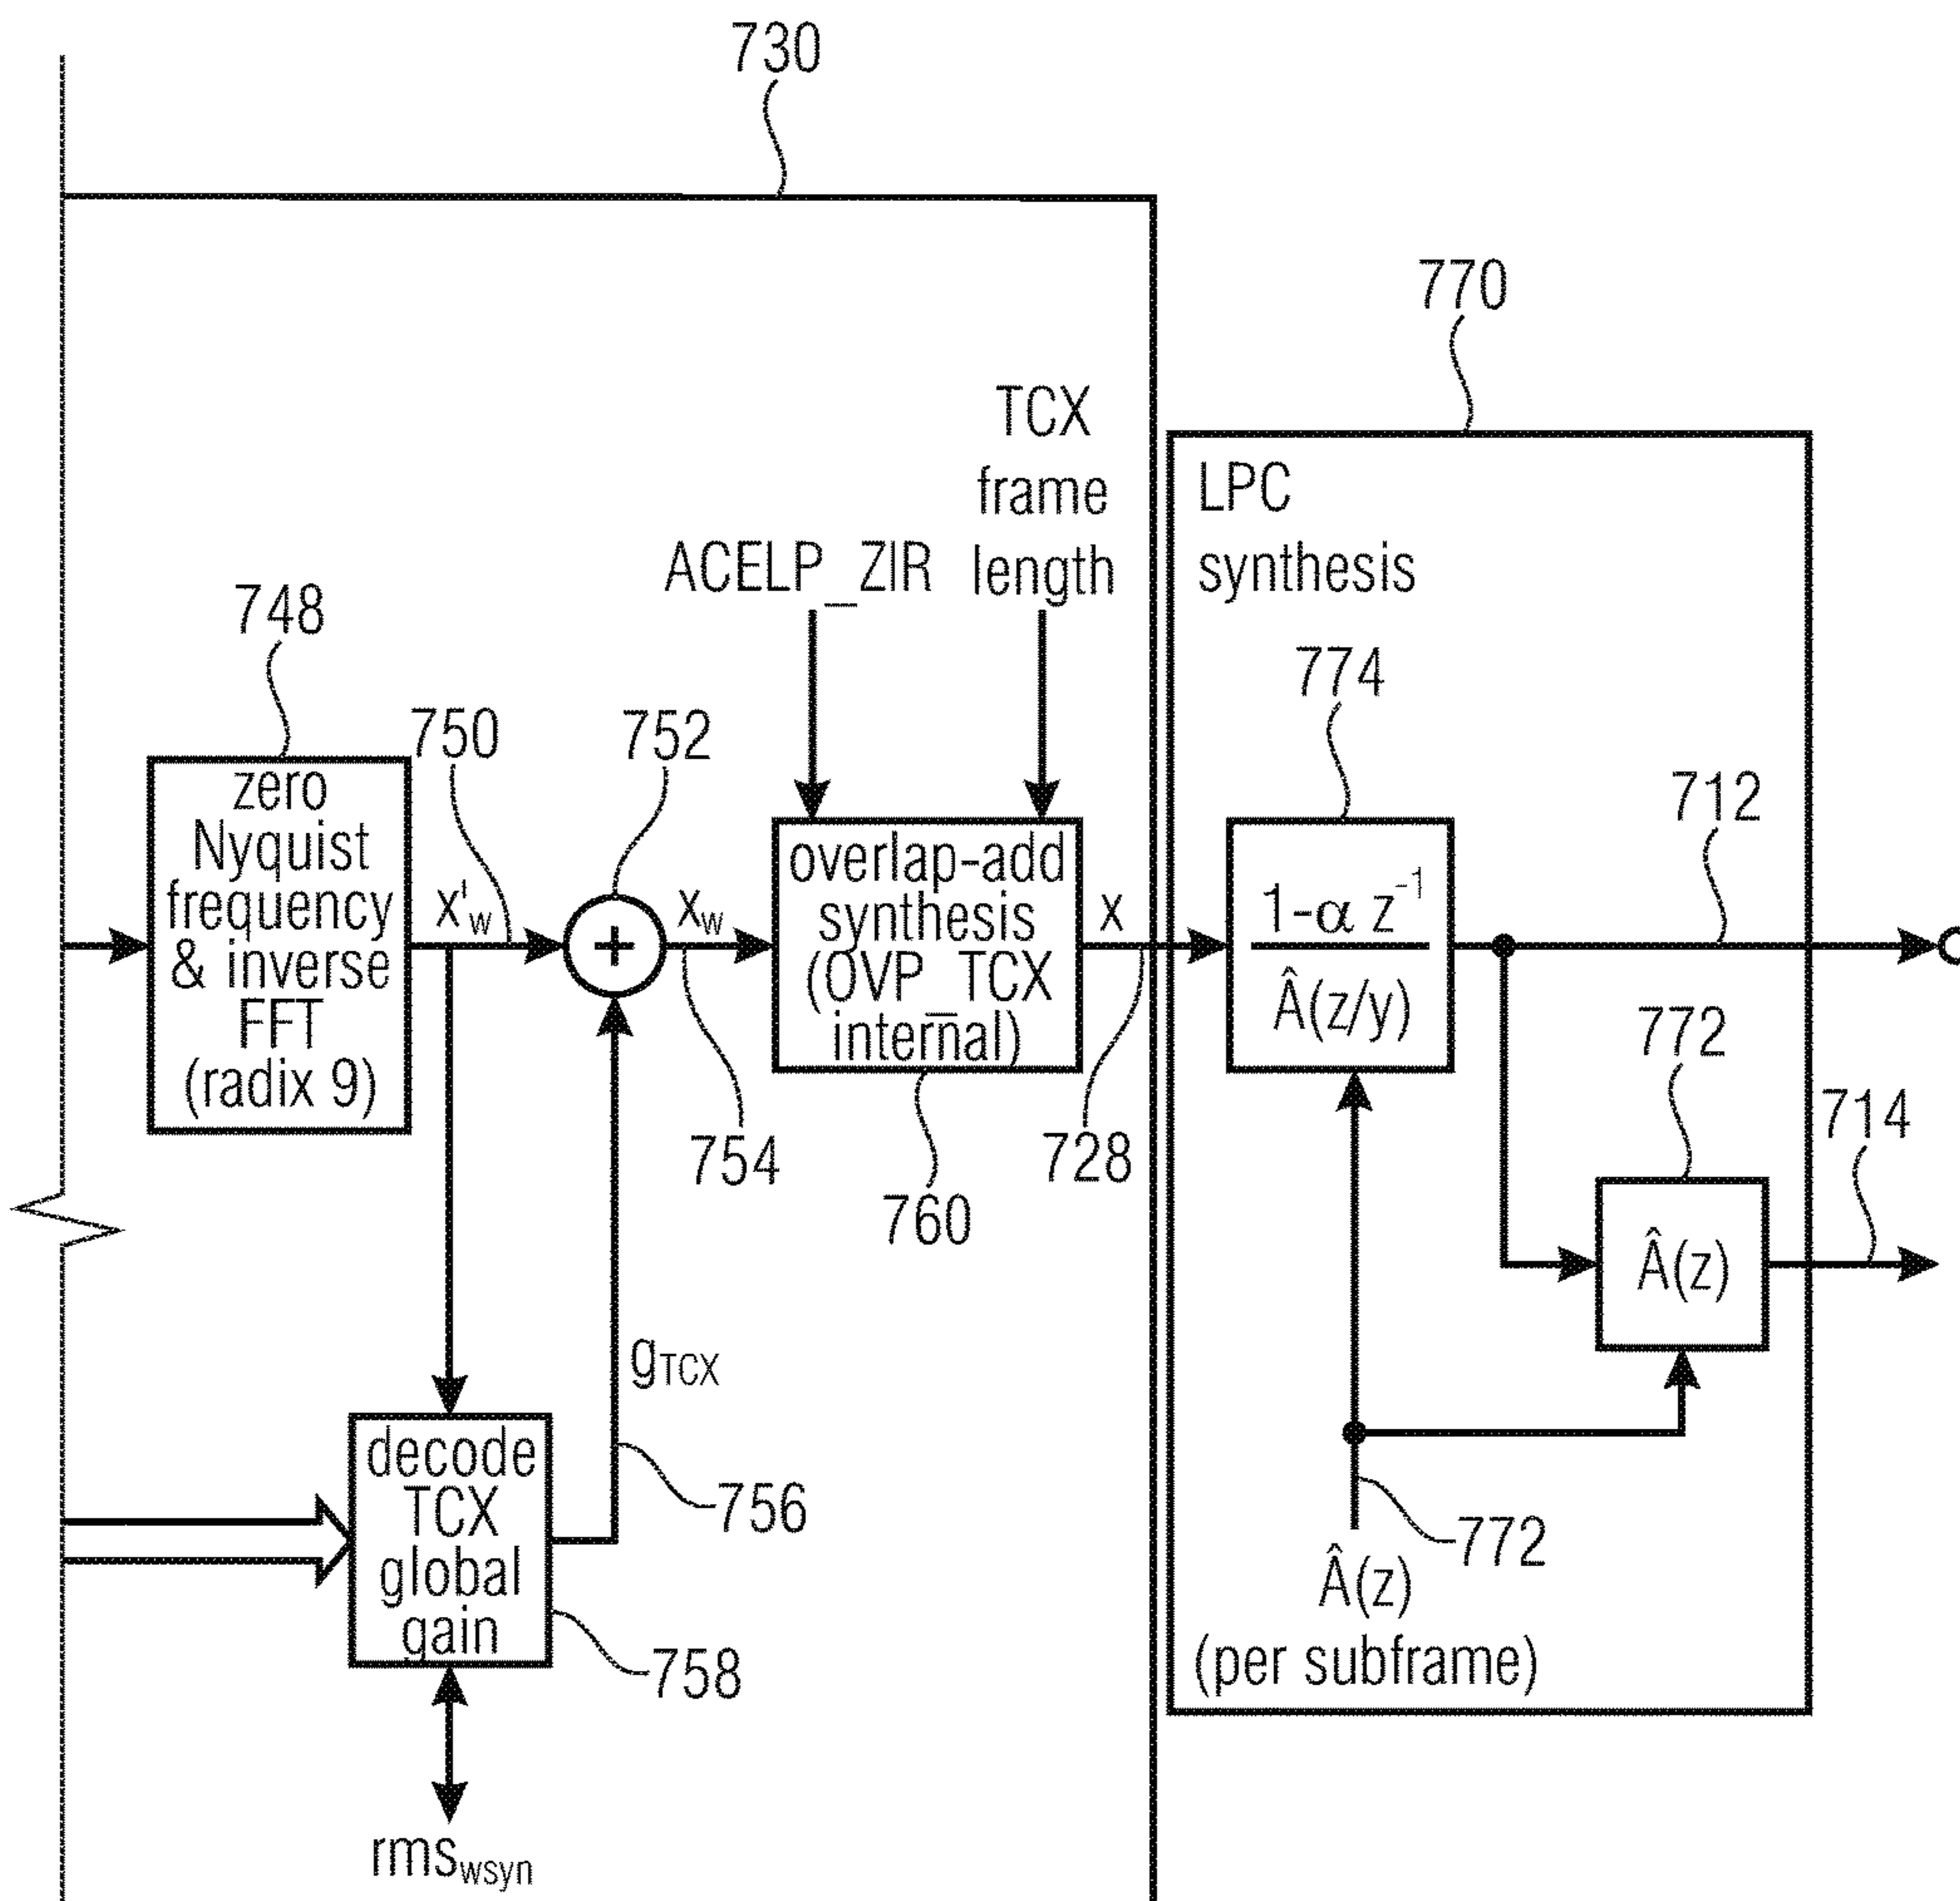 730
770
TCX
frame
length
ACELP_ZIR
LPC
synthesis
748
750
752
774
712
zero
Nyquist
frequency
& inverse
FFT
(radix 9)
x'w
xw
overlap-add
synthesis
(OVP_TCX
internal)
x
1-α z⁻¹
Â(z/y)
754
760
728
772
714
Â(z)
gTCX
756
decode
TCX
global
gain
758
772
Â(z)
(per subframe)
rmswsyn